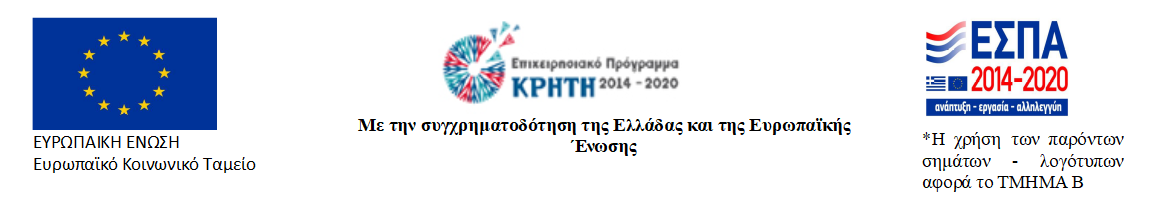 ΕΥΡΩΠΑΙΚΗ ΕΝΩΣΗ
Ευρωπαϊκό Κοινωνικό Ταμείο
Επιχειρησιακό Πρόγραμμα
ΚΡΗΤΗ 2014 - 2020
Με την συγχρηματοδότηση της Ελλάδας και της Ευρωπαϊκής
Ένωσης
ΕΣΠΑ
2014-2020
ανάπτυξη - εργασία - αλληλεγγύη
*Η χρήση των παρόντων
σημάτων - λογότυπων
αφορά το ΤΜΗΜΑ Β